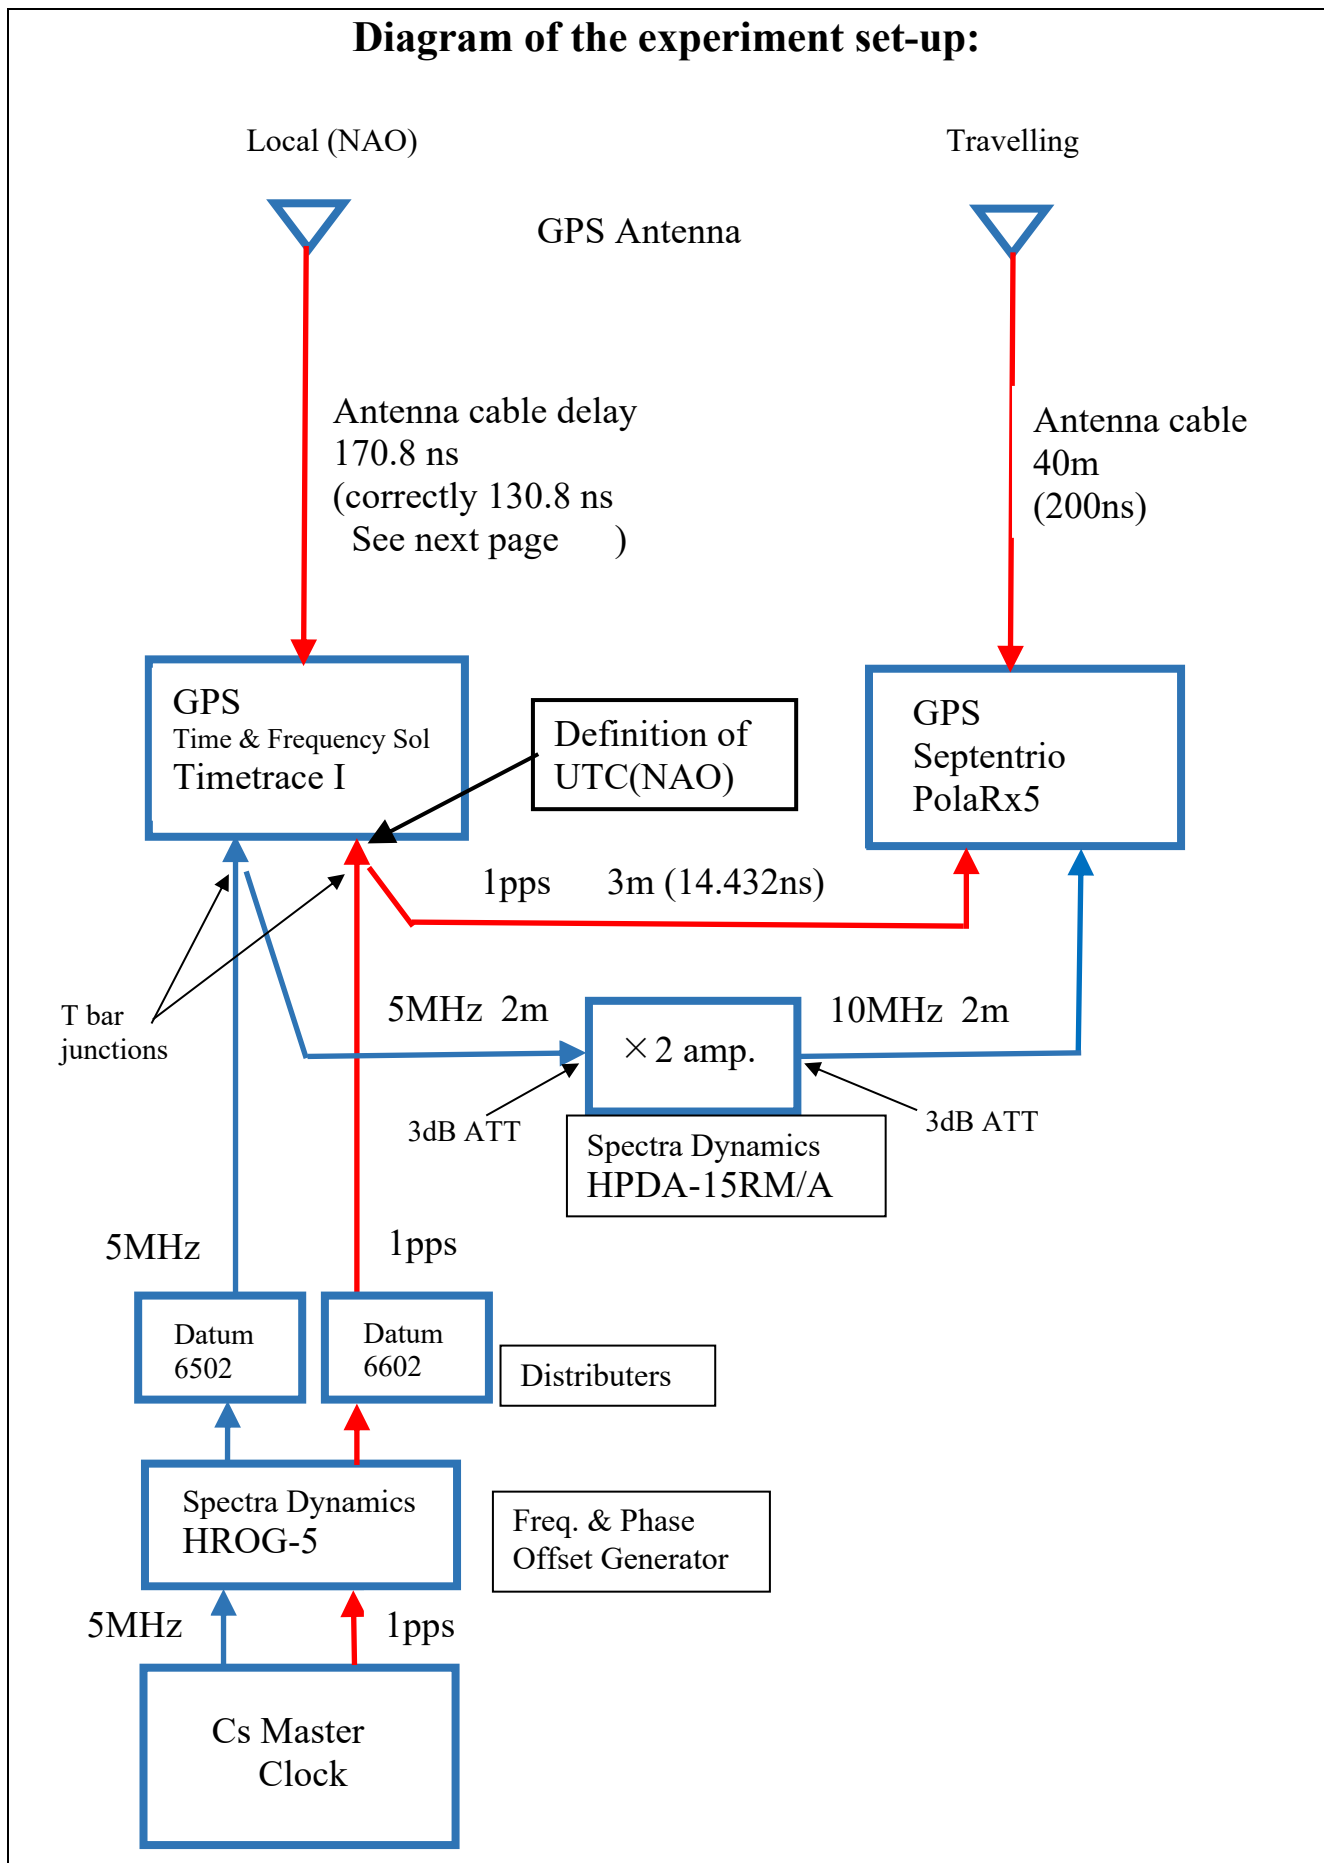 Diagram of the experiment set-up:
Local (NAO)
Travelling
GPS Antenna
Antenna cable delay
170.8 ns
(correctly 130.8 ns
See next page )
Antenna cable
40m
(200ns)
GPS
Time & Frequency Sol
Timetrace I
Definition of
UTC(NAO)
GPS
Septentrio
PolaRx5
1pps 3m (14.432ns)
T bar
junctions
5MHz 2m
×2 amp.
10MHz 2m
3dB ATT
3dB ATT
Spectra Dynamics
HPDA-15RM/A
5MHz
1pps
Datum
6502
Datum
6602
Distributers
Spectra Dynamics
HROG-5
Freq. & Phase
Offset Generator
5MHz
1pps
Cs Master
Clock